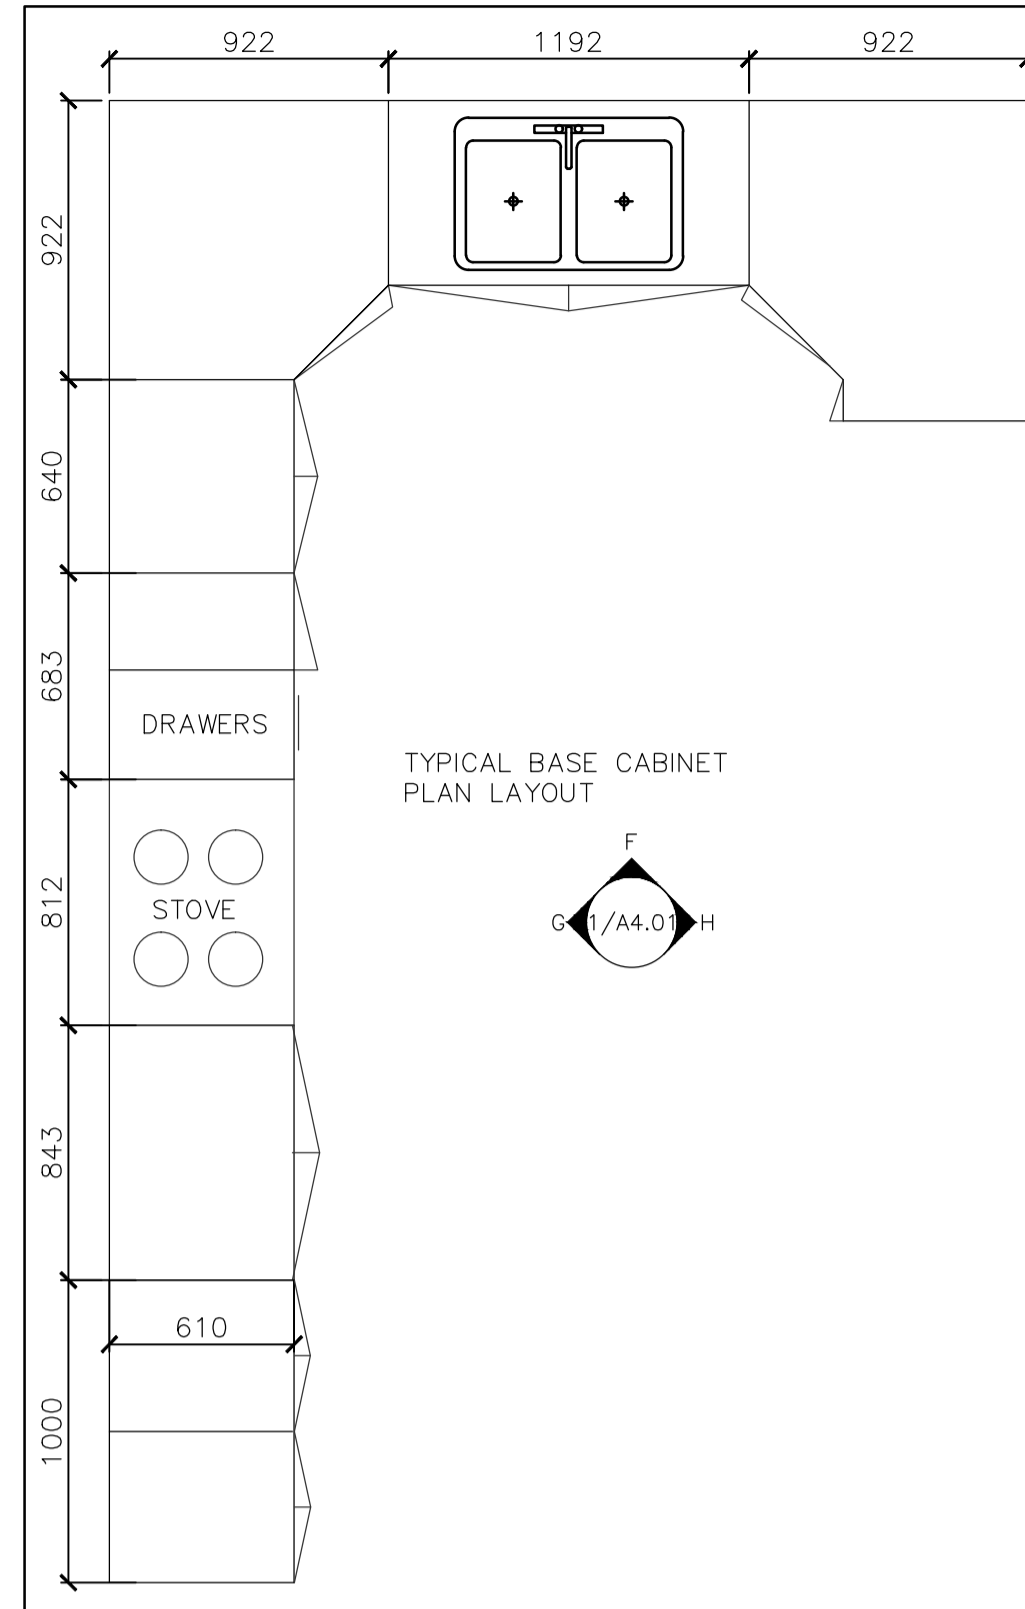 922
1192
922
922
640
683
DRAWERS
TYPICAL BASE CABINET
PLAN LAYOUT
F
812
STOVE
G 1/A4.01 H
843
610
1000